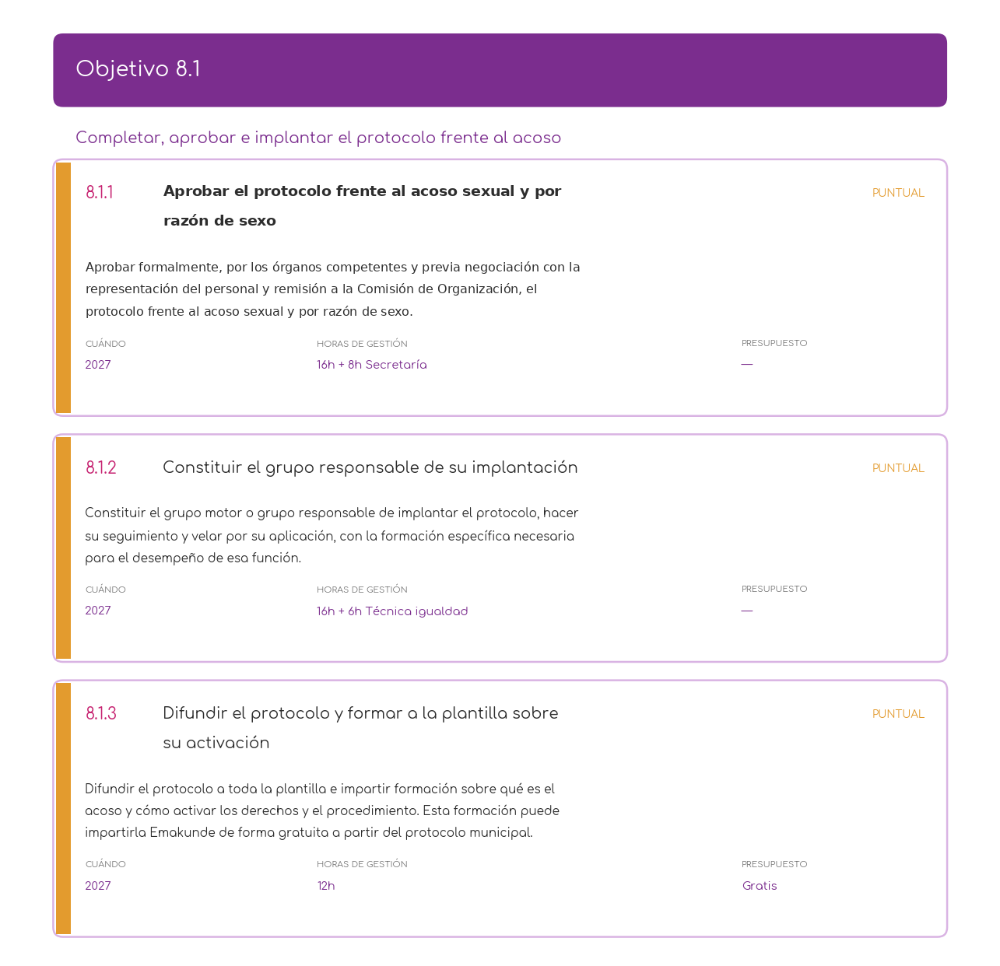 Objetivo 8.1
Completar, aprobar e implantar el protocolo frente al acoso
8.1.1
Aprobar el protocolo frente al acoso sexual y por
razón de sexo
PUNTUAL
Aprobar formalmente, por los órganos competentes y previa negociación con la
representación del personal y remisión a la Comisión de Organización, el
protocolo frente al acoso sexual y por razón de sexo.
CUÁNDO
2027
HORAS DE GESTIÓN
16h + 8h Secretaría
PRESUPUESTO
—
8.1.2
Constituir el grupo responsable de su implantación
PUNTUAL
Constituir el grupo motor o grupo responsable de implantar el protocolo, hacer
su seguimiento y velar por su aplicación, con la formación específica necesaria
para el desempeño de esa función.
CUÁNDO
2027
HORAS DE GESTIÓN
16h + 6h Técnica igualdad
PRESUPUESTO
—
8.1.3
Difundir el protocolo y formar a la plantilla sobre
su activación
PUNTUAL
Difundir el protocolo a toda la plantilla e impartir formación sobre qué es el
acoso y cómo activar los derechos y el procedimiento. Esta formación puede
impartirla Emakunde de forma gratuita a partir del protocolo municipal.
CUÁNDO
2027
HORAS DE GESTIÓN
12h
PRESUPUESTO
Gratis